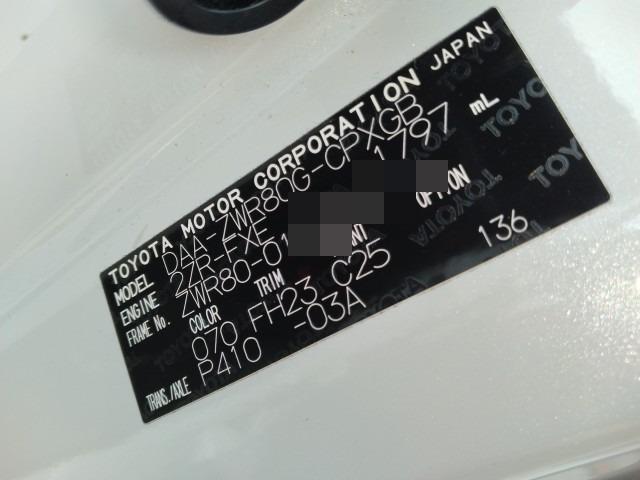 TOYOTA MOTOR CORPORATION JAPAN
MODEL DAA-ZWR80G-CPXGB
ENGINE 2ZR-FXE 1797 mL
FRAME No. ZWR80-01
COLOR TRIM OPTION
070 FH23 C25 136
TRANS./AXLE P410 -03A